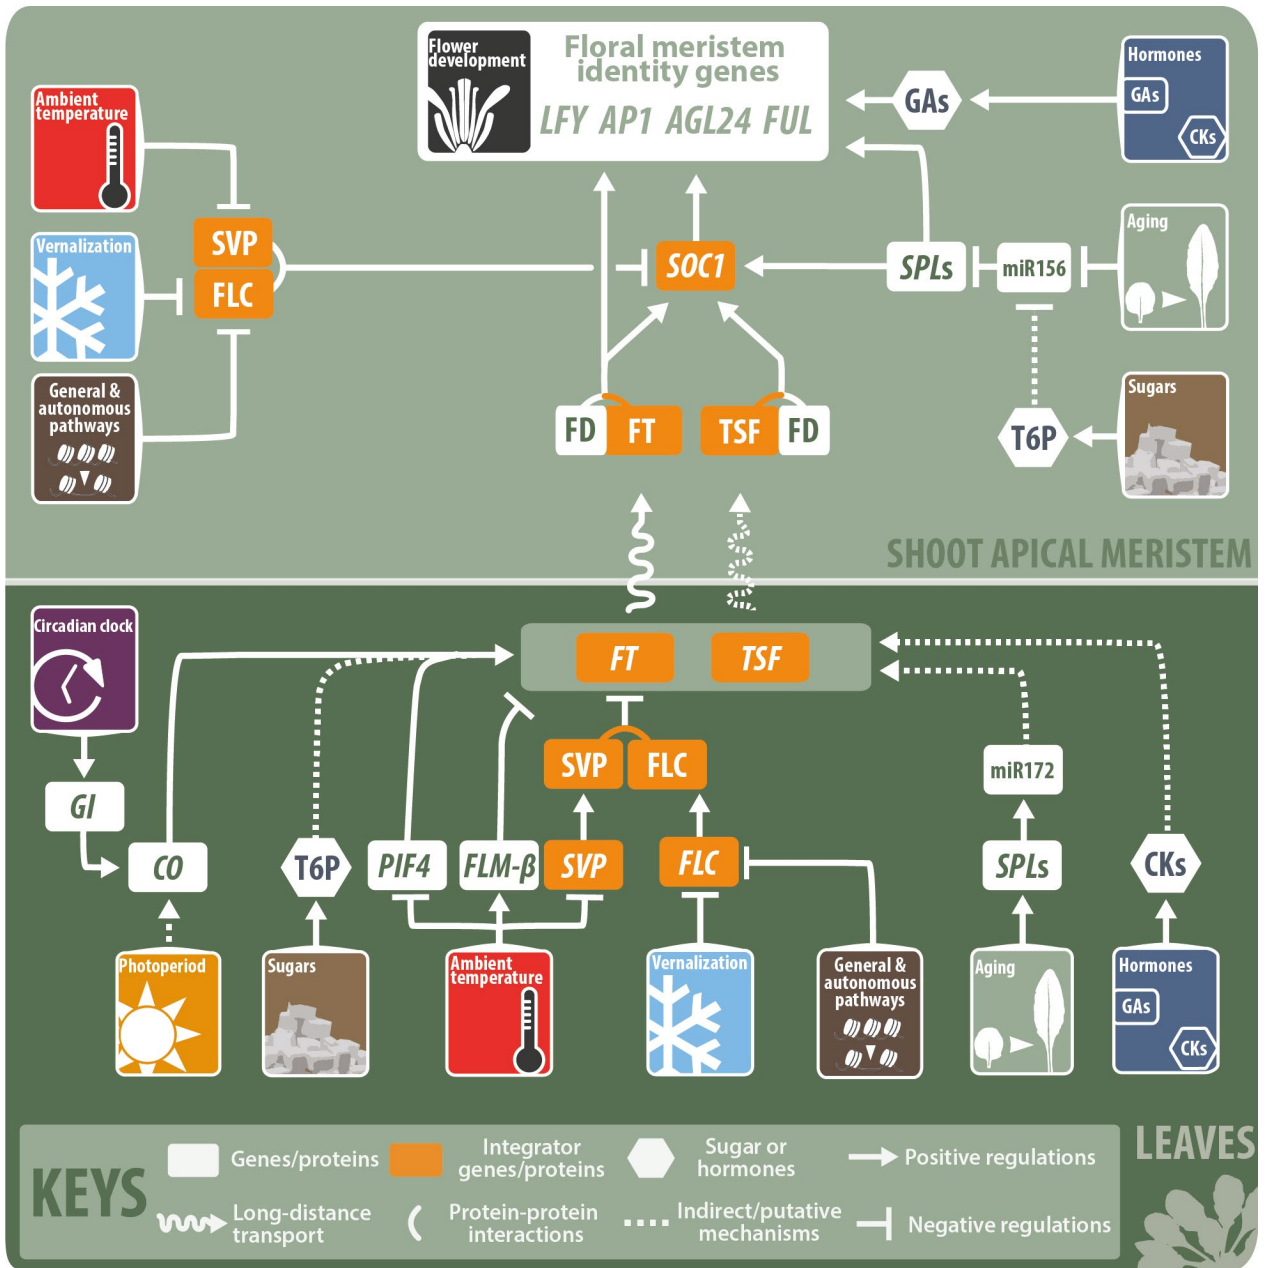 Flower
development
Floral meristem
identity genes
LFY AP1 AGL24 FUL
Hormones
GAs
CKs
GAs
Ambient
temperature
Vernalization
General &
autonomous
pathways
SVP
FLC
SOC1
SPLs
miR156
Aging
Sugars
T6P
FD
FT
TSF
FD
SHOOT APICAL MERISTEM
Circadian clock
FT
TSF
GI
CO
T6P
PIF4
FLM-β
SVP
SVP
FLC
FLC
miR172
SPLs
CKs
Photoperiod
Sugars
Ambient
temperature
Vernalization
General &
autonomous
pathways
Aging
Hormones
GAs
CKs
LEAVES
KEYS
Genes/proteins
Integrator
genes/proteins
Sugar or
hormones
Positive regulations
Long-distance
transport
Protein-protein
interactions
Indirect/putative
mechanisms
Negative regulations